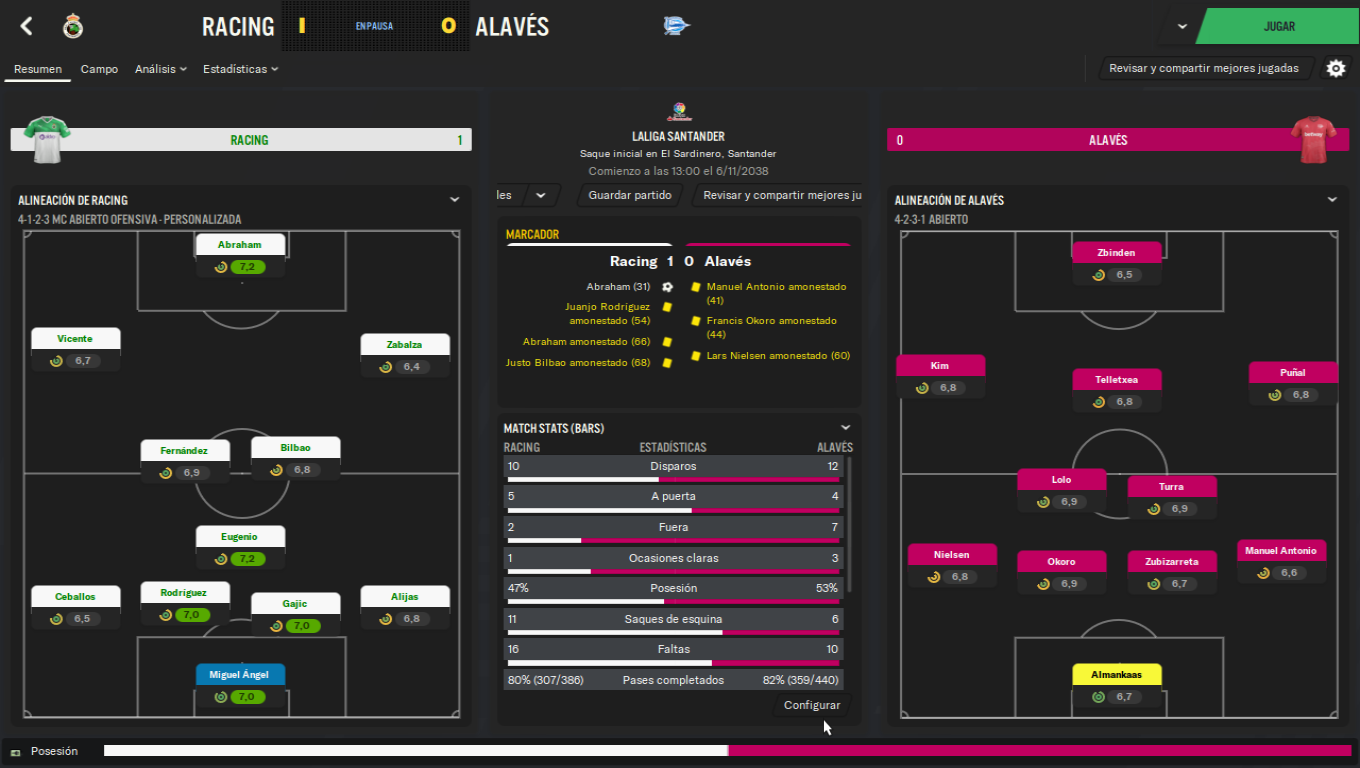 RACING
1
EN PAUSA
0
ALAVÉS
JUGAR
Resumen
Campo
Análisis
Estadísticas
Revisar y compartir mejores jugadas
RACING
1
LALIGA SANTANDER
Saque inicial en El Sardinero, Santander
Comienzo a las 13:00 el 6/11/2038
les
Guardar partido
Revisar y compartir mejores ju
0
ALAVÉS
betway
ALINEACIÓN DE RACING
4-1-2-3 MC ABIERTO OFENSIVA - PERSONALIZADA
Abraham
7,2
Vicente
6,7
Zabalza
6,4
Fernández
6,9
Bilbao
6,8
Eugenio
7,2
Ceballos
6,5
Rodríguez
7,0
Gajic
7,0
Alijas
6,8
Miguel Ángel
7,0
MARCADOR
Racing 1 0 Alavés
Abraham (31)
Juanjo Rodríguez
amonestado (54)
Abraham amonestado (66)
Justo Bilbao amonestado (68)
Manuel Antonio amonestado
(41)
Francis Okoro amonestado
(44)
Lars Nielsen amonestado (60)
MATCH STATS (BARS)
RACING ESTADÍSTICAS ALAVÉS
10 Disparos 12
5 A puerta 4
2 Fuera 7
1 Ocasiones claras 3
47% Posesión 53%
11 Saques de esquina 6
16 Faltas 10
80% (307/386) Pases completados 82% (359/440)
Configurar
ALINEACIÓN DE ALAVÉS
4-2-3-1 ABIERTO
Zbinden
6,5
Kim
6,8
Telletxea
6,8
Puñal
6,8
Lolo
6,9
Turra
6,9
Nielsen
6,8
Okoro
6,9
Zubizarreta
6,7
Manuel Antonio
6,6
Almankaas
6,7
Posesión